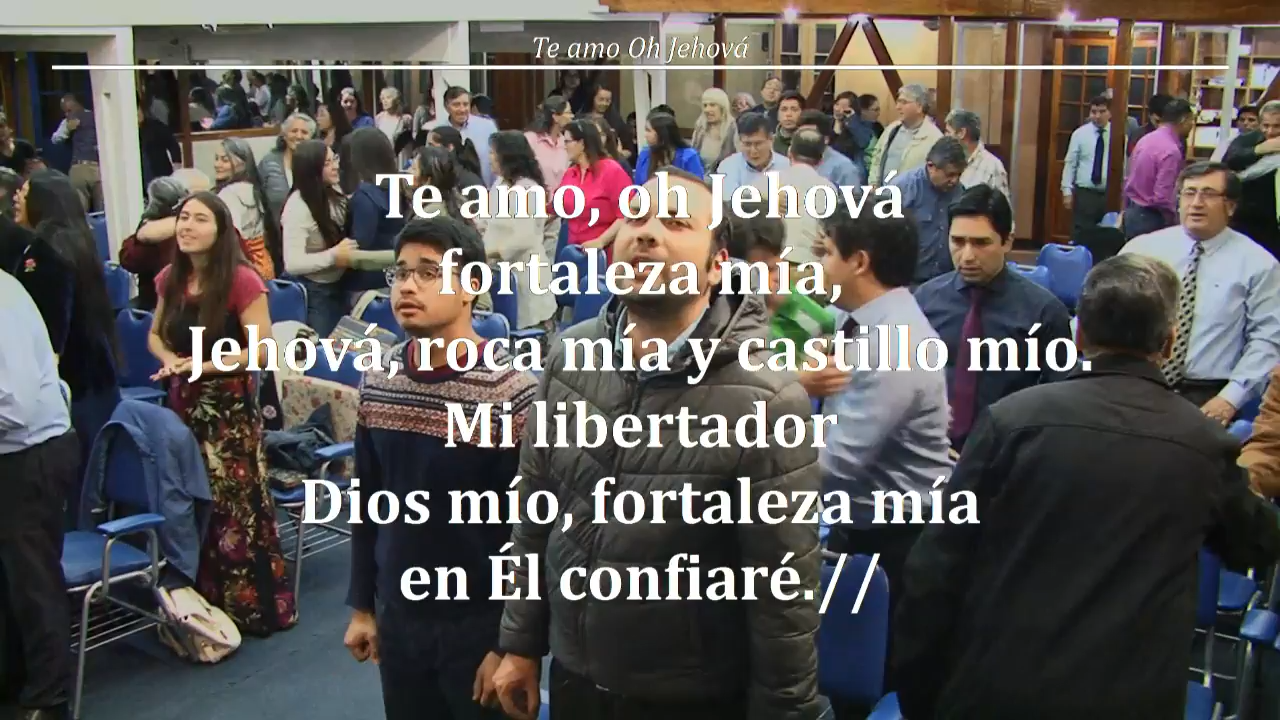 Te amo Oh Jehová
Te amo, oh Jehová
fortaleza mía,
Jehová, roca mía y castillo mío.
Mi libertador
Dios mío, fortaleza mía
en Él confiaré.//